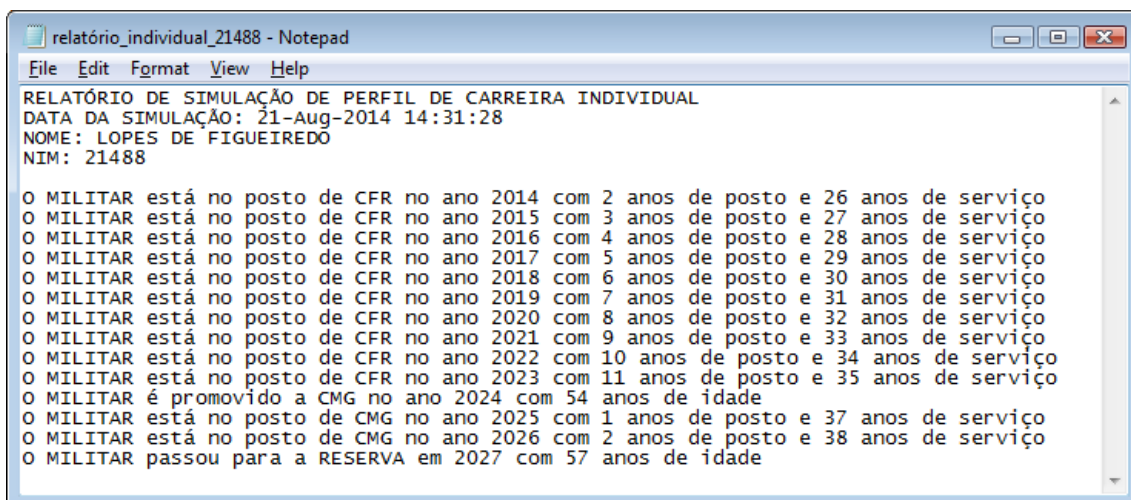 relatório_individual_21488 - Notepad
File Edit Format View Help
RELATÓRIO DE SIMULAÇÃO DE PERFIL DE CARREIRA INDIVIDUAL
DATA DA SIMULAÇÃO: 21-Aug-2014 14:31:28
NOME: LOPES DE FIGUEIREDO
NIM: 21488
O MILITAR está no posto de CFR no ano 2014 com 2 anos de posto e 26 anos de serviço
O MILITAR está no posto de CFR no ano 2015 com 3 anos de posto e 27 anos de serviço
O MILITAR está no posto de CFR no ano 2016 com 4 anos de posto e 28 anos de serviço
O MILITAR está no posto de CFR no ano 2017 com 5 anos de posto e 29 anos de serviço
O MILITAR está no posto de CFR no ano 2018 com 6 anos de posto e 30 anos de serviço
O MILITAR está no posto de CFR no ano 2019 com 7 anos de posto e 31 anos de serviço
O MILITAR está no posto de CFR no ano 2020 com 8 anos de posto e 32 anos de serviço
O MILITAR está no posto de CFR no ano 2021 com 9 anos de posto e 33 anos de serviço
O MILITAR está no posto de CFR no ano 2022 com 10 anos de posto e 34 anos de serviço
O MILITAR está no posto de CFR no ano 2023 com 11 anos de posto e 35 anos de serviço
O MILITAR é promovido a CMG no ano 2024 com 54 anos de idade
O MILITAR está no posto de CMG no ano 2025 com 1 anos de posto e 37 anos de serviço
O MILITAR está no posto de CMG no ano 2026 com 2 anos de posto e 38 anos de serviço
O MILITAR passou para a RESERVA em 2027 com 57 anos de idade